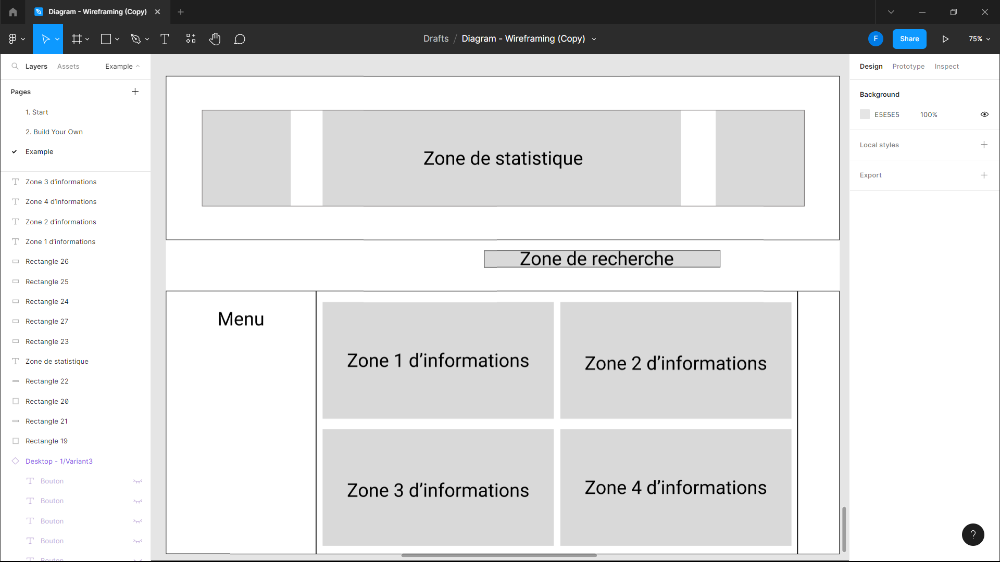 Diagram - Wireframing (Copy)
Drafts / Diagram - Wireframing (Copy)
F
Share
75%
Layers
Assets
Example
Pages
1. Start
2. Build Your Own
Example
Zone 3 d’informations
Zone 4 d’informations
Zone 2 d’informations
Zone 1 d’informations
Rectangle 26
Rectangle 25
Rectangle 24
Rectangle 27
Rectangle 23
Zone de statistique
Rectangle 22
Rectangle 20
Rectangle 21
Rectangle 19
Desktop - 1/Variant3
Bouton
Bouton
Bouton
Bouton
Bouton
Zone de statistique
Zone de recherche
Menu
Zone 1 d’informations
Zone 2 d’informations
Zone 3 d’informations
Zone 4 d’informations
Design
Prototype
Inspect
Background
E5E5E5
100%
Local styles
Export
?